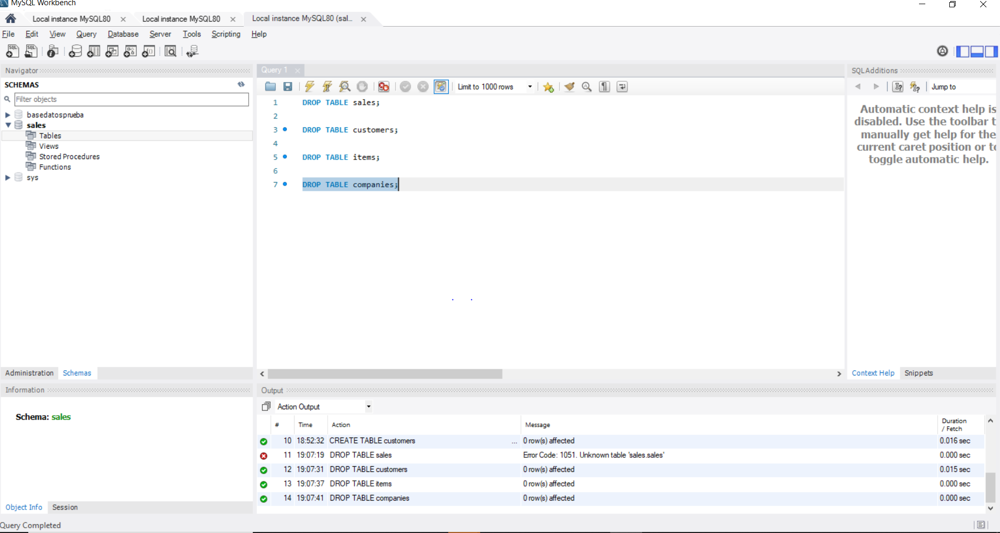 MySQL Workbench
Local instance MySQL80 Local instance MySQL80 Local instance MySQL80 (sal...
File Edit View Query Database Server Tools Scripting Help
Navigator
SCHEMAS
Filter objects
basedatosprueba
sales
Tables
Views
Stored Procedures
Functions
sys
Administration Schemas
Information
Schema: sales
Object Info Session
Query 1
Limit to 1000 rows
1 DROP TABLE sales;
2
3 DROP TABLE customers;
4
5 DROP TABLE items;
6
7 DROP TABLE companies;
SQLAdditions
Jump to
Automatic context help is
disabled. Use the toolbar t
manually get help for the
current caret position or to
toggle automatic help.
Context Help Snippets
Output
Action Output
# Time Action Message Duration / Fetch
10 18:52:32 CREATE TABLE customers ... 0 row(s) affected 0.016 sec
11 19:07:19 DROP TABLE sales Error Code: 1051. Unknown table 'sales.sales' 0.000 sec
12 19:07:31 DROP TABLE customers 0 row(s) affected 0.015 sec
13 19:07:37 DROP TABLE items 0 row(s) affected 0.000 sec
14 19:07:41 DROP TABLE companies 0 row(s) affected 0.000 sec
Query Completed